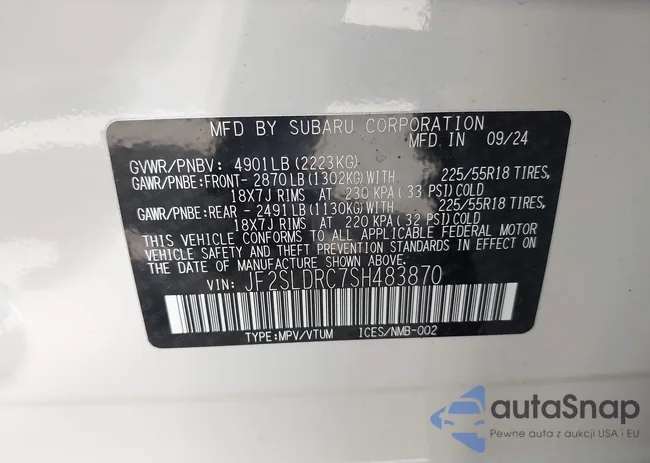 MFD BY SUBARU CORPORATION
MFD IN 09/24
GVWR/PNBV: 4901LB (2223KG)
GAWR/PNBE:FRONT- 2870LB (1302KG) WITH 225/55R18 TIRES,
18X7J RIMS AT 230 KPA (33 PSI) COLD
GAWR/PNBE:REAR - 2491LB (1130KG) WITH 225/55R18 TIRES,
18X7J RIMS AT 220 KPA (32 PSI) COLD
THIS VEHICLE CONFORMS TO ALL APPLICABLE FEDERAL MOTOR
VEHICLE SAFETY AND THEFT PREVENTION STANDARDS IN EFFECT ON THE
DATE OF MANUFACTURE SHOWN ABOVE.
VIN: JF2SLDRC7SH483870
TYPE:MPV/VTUM ICES/NMB-002
autaSnap
Pewne auta z aukcji USA i EU